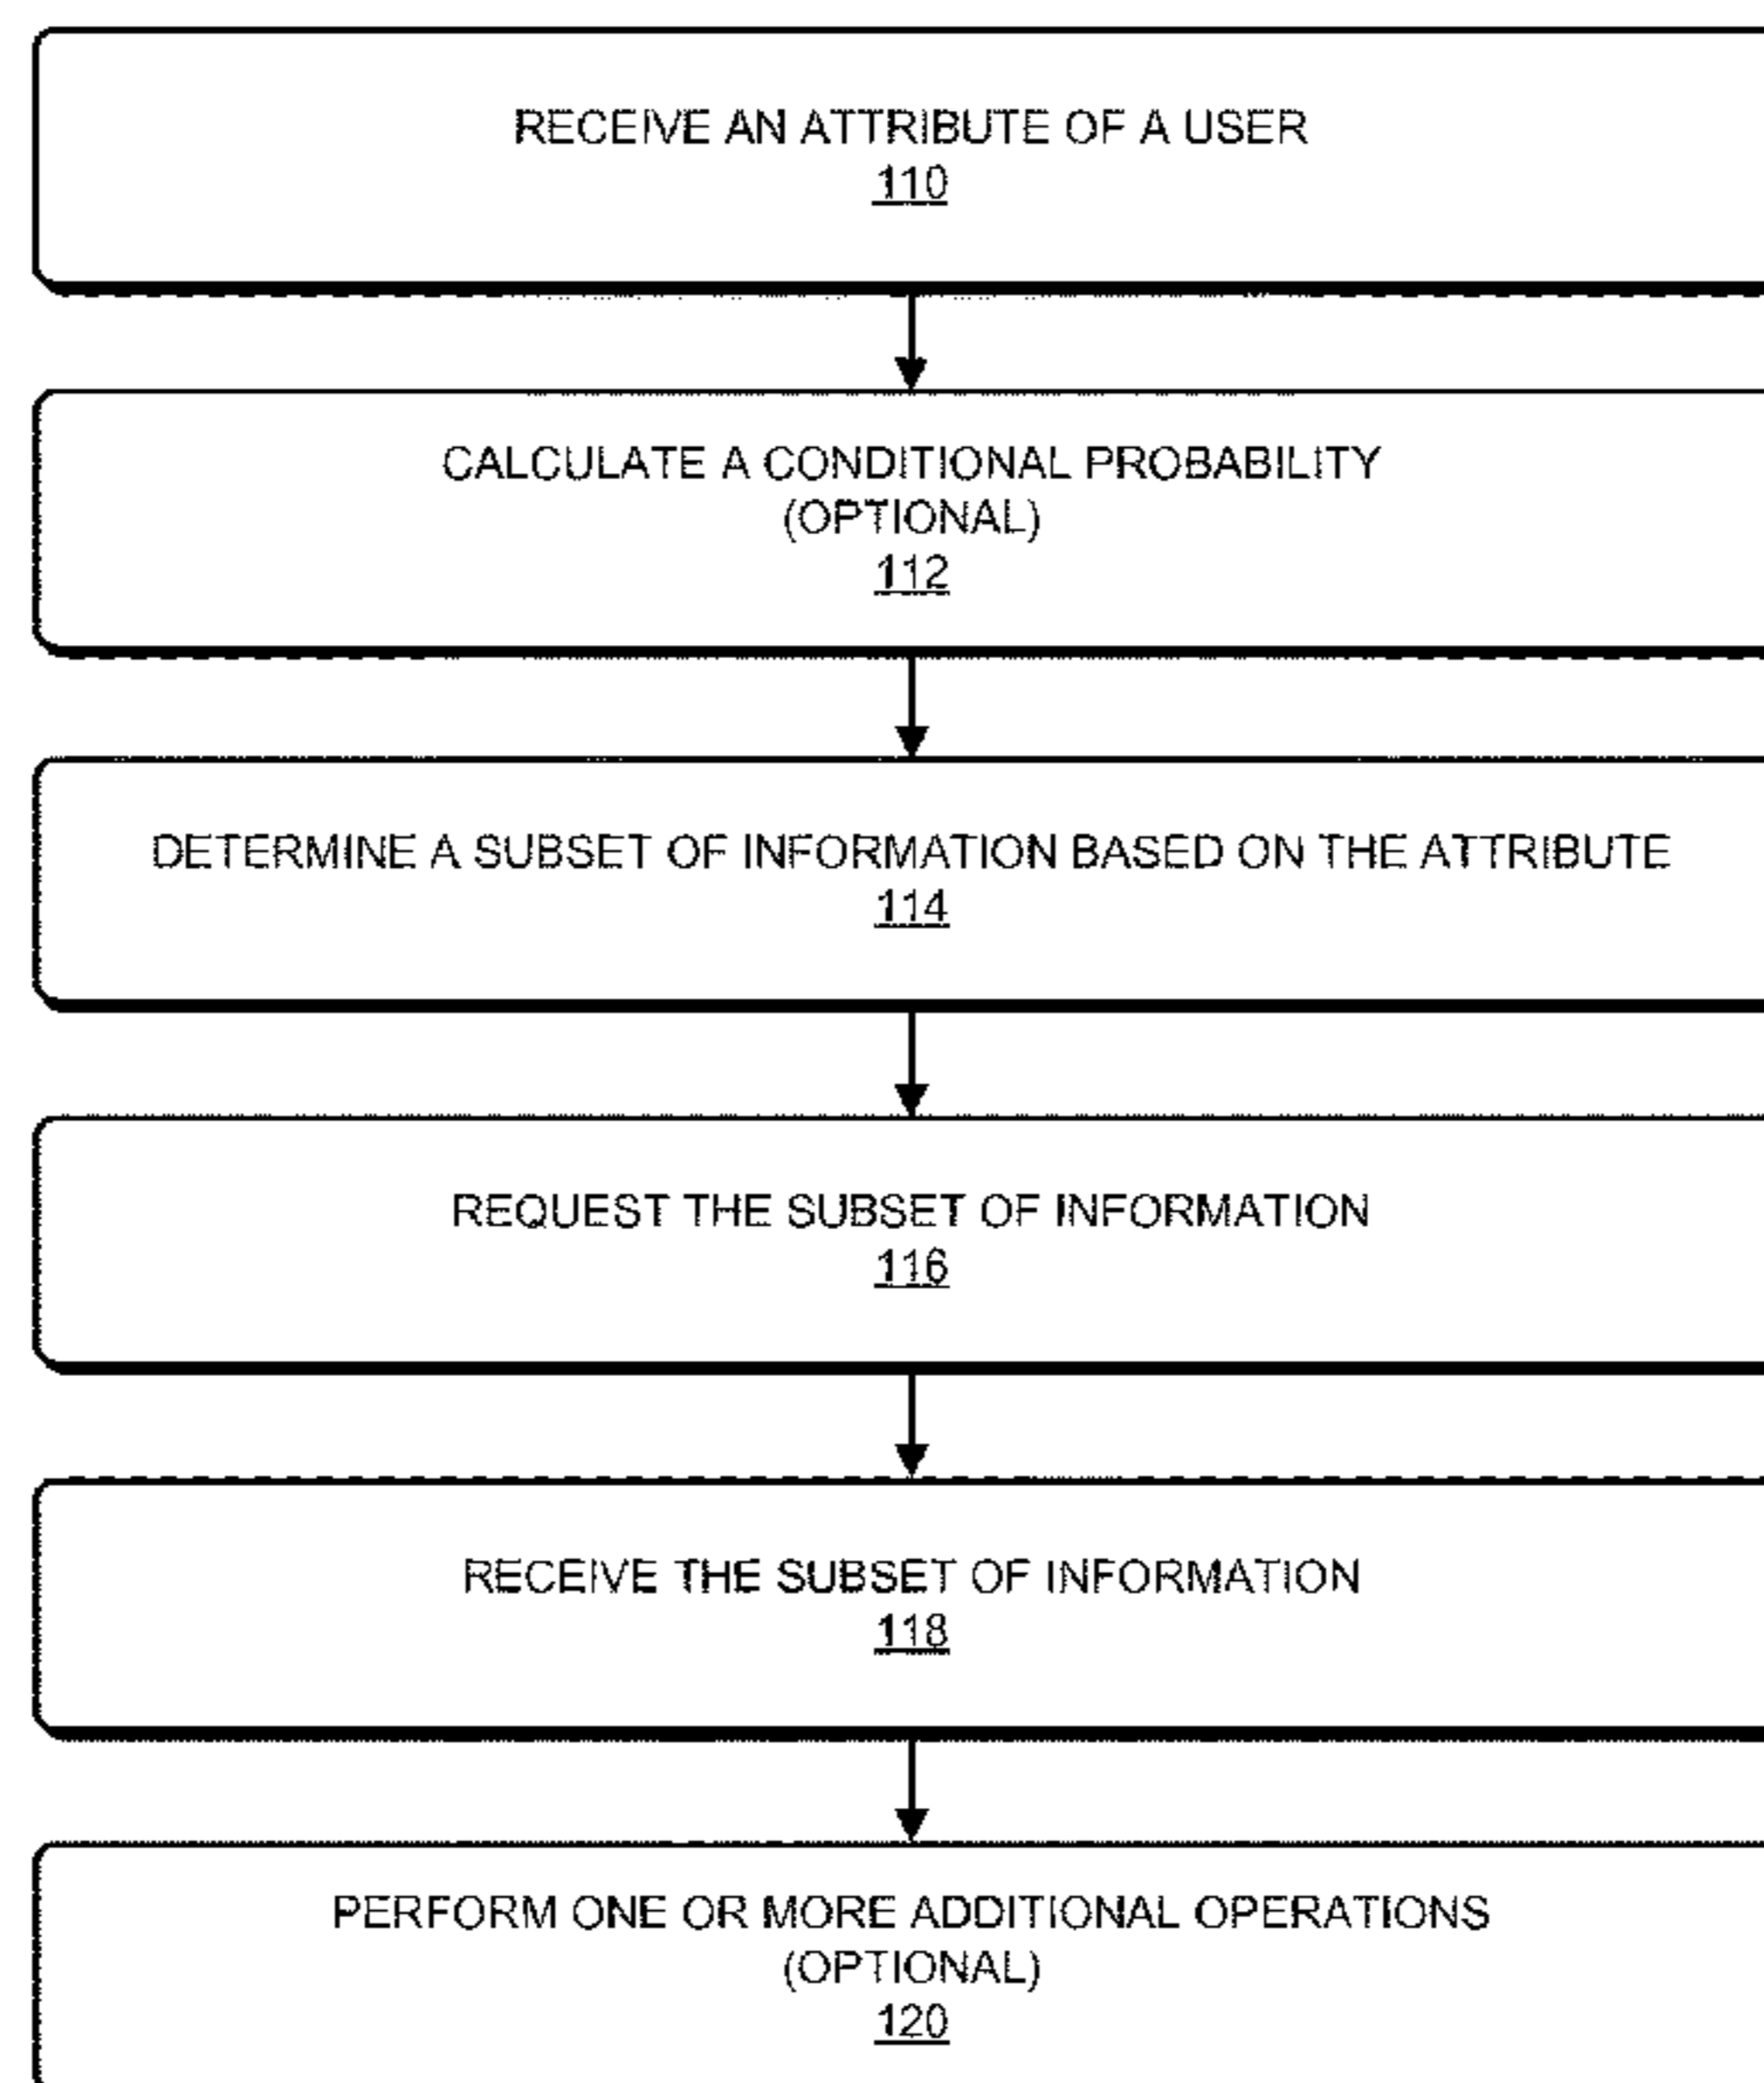 RECEIVE AN ATTRIBUTE OF A USER
110
CALCULATE A CONDITIONAL PROBABILITY
(OPTIONAL)
112
DETERMINE A SUBSET OF INFORMATION BASED ON THE ATTRIBUTE
114
REQUEST THE SUBSET OF INFORMATION
116
RECEIVE THE SUBSET OF INFORMATION
118
PERFORM ONE OR MORE ADDITIONAL OPERATIONS
(OPTIONAL)
120